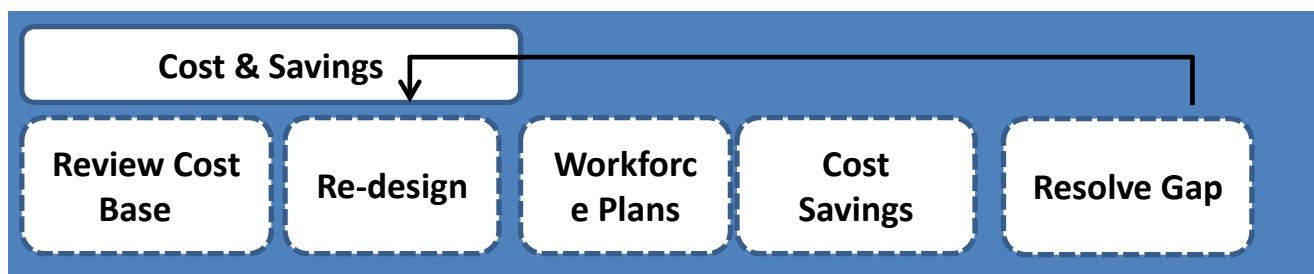 Cost & Savings
Review Cost
Base
Re-design
Workforc
e Plans
Cost
Savings
Resolve Gap